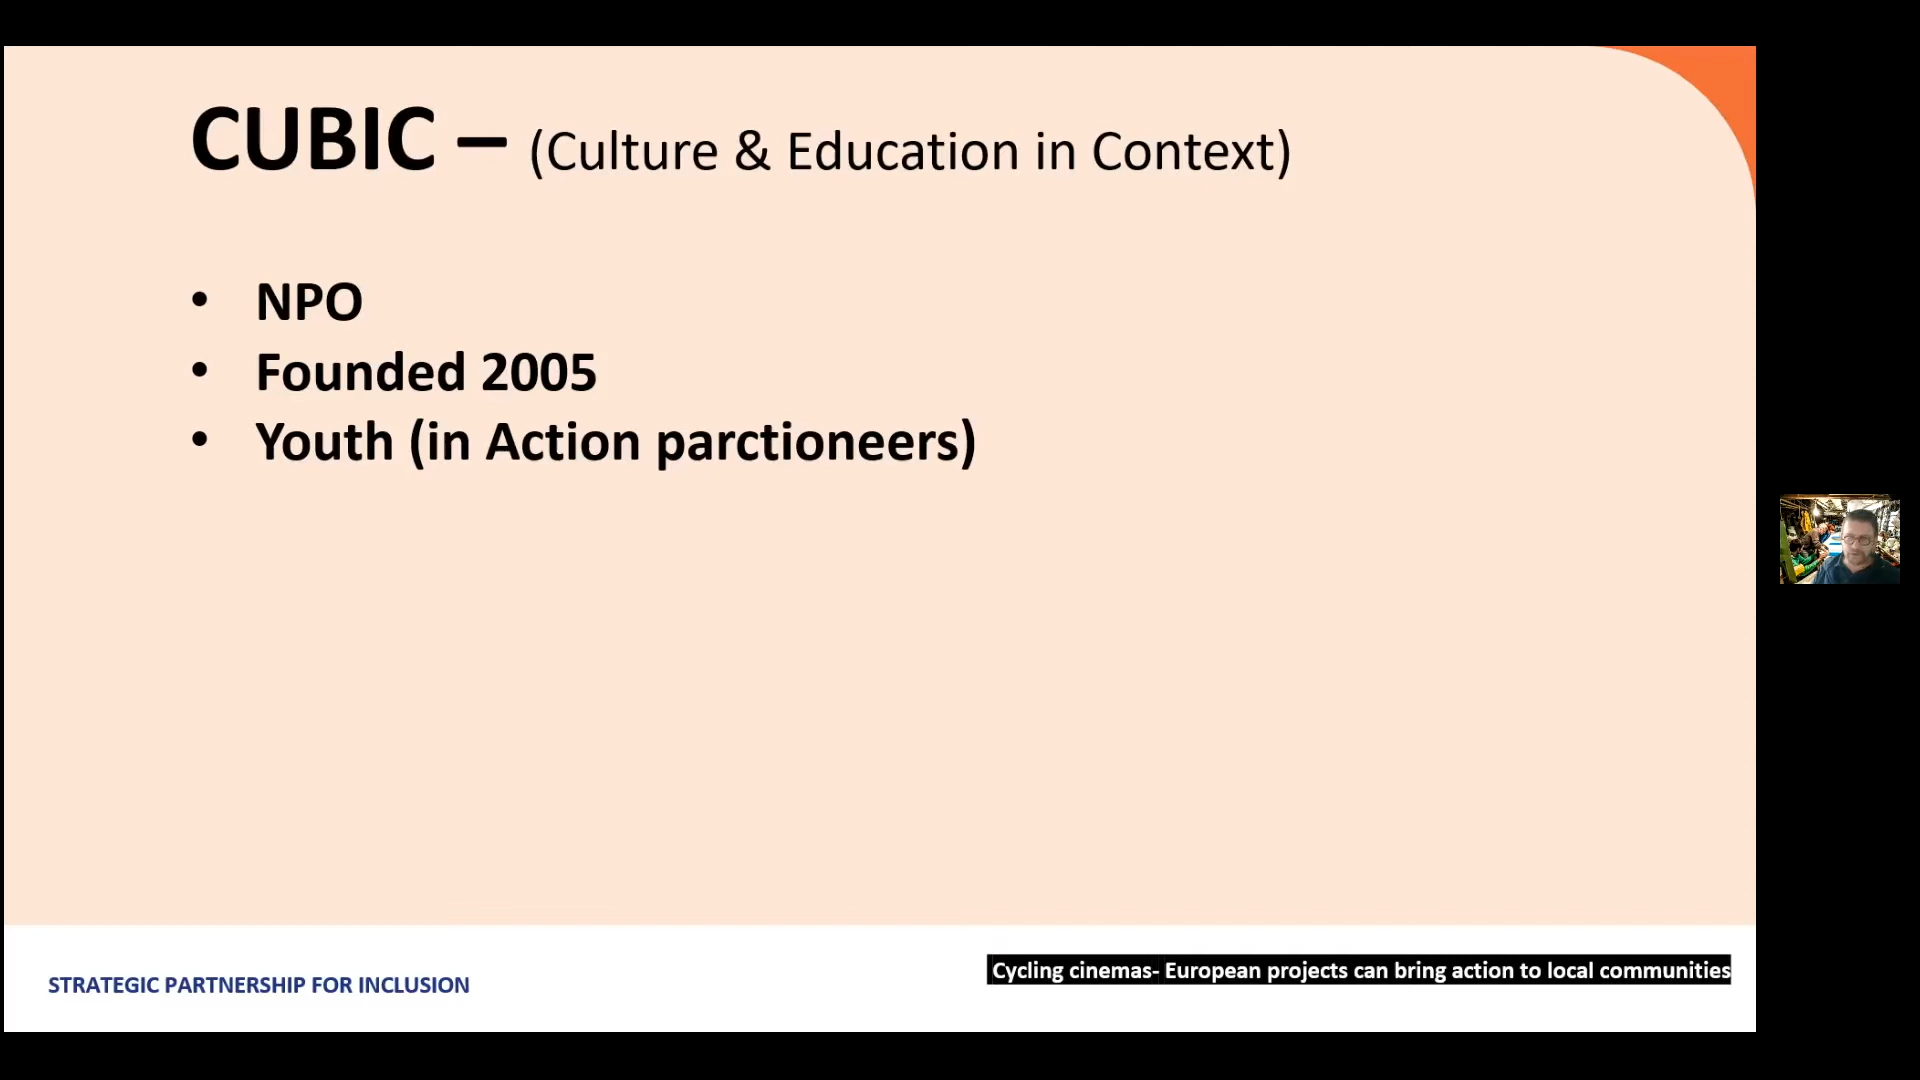 CUBIC – (Culture & Education in Context)
• NPO
• Founded 2005
• Youth (in Action parctioneers)
STRATEGIC PARTNERSHIP FOR INCLUSION
Cycling cinemas- European projects can bring action to local communities